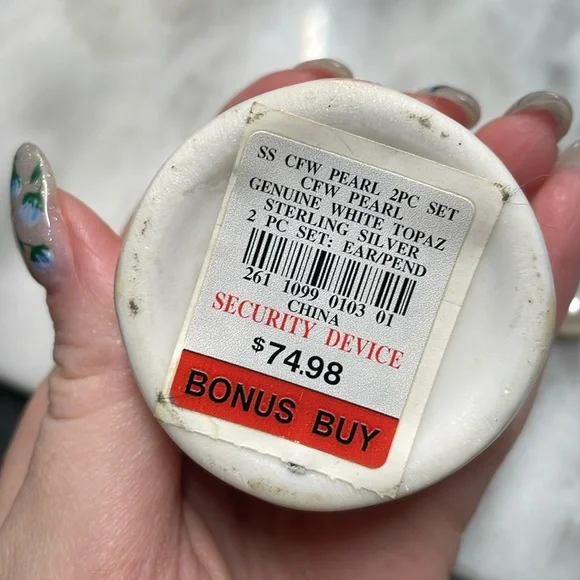 SS CFW PEARL 2PC SET
CFW PEARL
GENUINE WHITE TOPAZ
STERLING SILVER
2 PC SET: EAR/PEND
261 1099 0103 01
CHINA
SECURITY DEVICE
$74.98
BONUS BUY